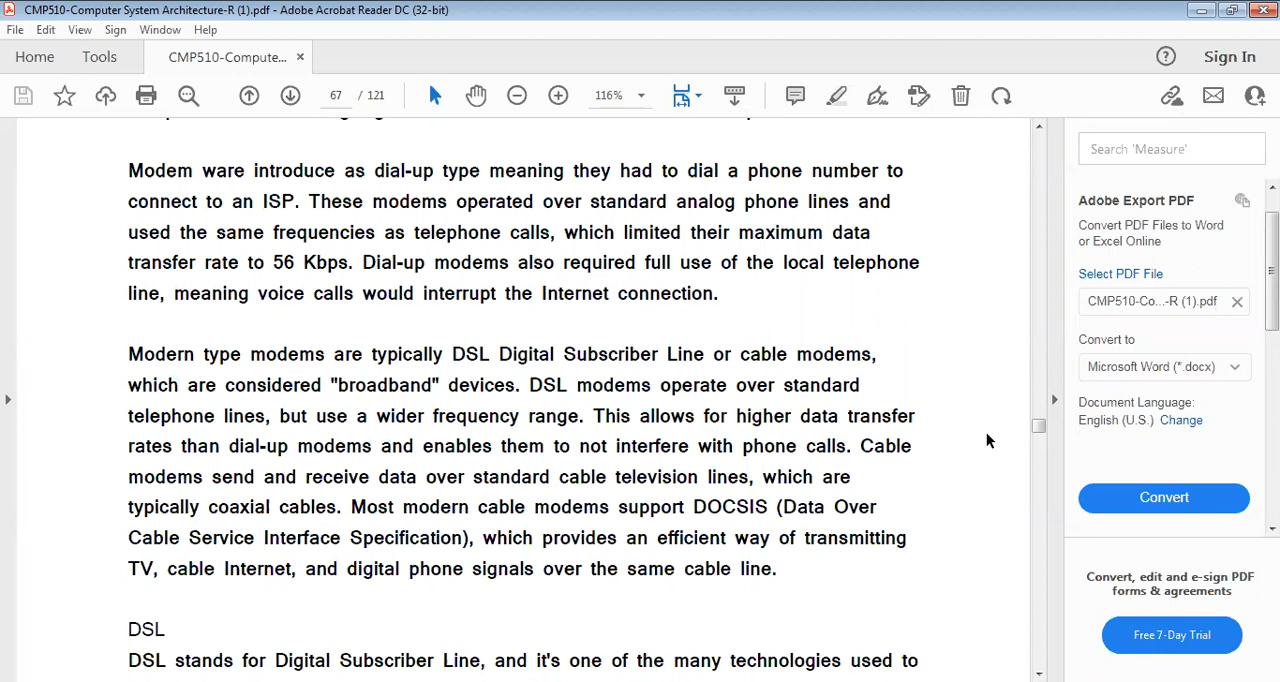 CMP510-Computer System Architecture-R (1).pdf - Adobe Acrobat Reader DC (32-bit)
File Edit View Sign Window Help
Home Tools CMP510-Compute... × Sign In
67 / 121 116%
Modem ware introduce as dial-up type meaning they had to dial a phone number to
connect to an ISP. These modems operated over standard analog phone lines and
used the same frequencies as telephone calls, which limited their maximum data
transfer rate to 56 Kbps. Dial-up modems also required full use of the local telephone
line, meaning voice calls would interrupt the Internet connection.
Modern type modems are typically DSL Digital Subscriber Line or cable modems,
which are considered "broadband" devices. DSL modems operate over standard
telephone lines, but use a wider frequency range. This allows for higher data transfer
rates than dial-up modems and enables them to not interfere with phone calls. Cable
modems send and receive data over standard cable television lines, which are
typically coaxial cables. Most modern cable modems support DOCSIS (Data Over
Cable Service Interface Specification), which provides an efficient way of transmitting
TV, cable Internet, and digital phone signals over the same cable line.
DSL
DSL stands for Digital Subscriber Line, and it's one of the many technologies used to
Search 'Measure'
Adobe Export PDF
Convert PDF Files to Word
or Excel Online
Select PDF File
CMP510-Co...-R (1).pdf
Convert to
Microsoft Word (*.docx)
Document Language:
English (U.S.) Change
Convert
Convert, edit and e-sign PDF
forms & agreements
Free 7-Day Trial